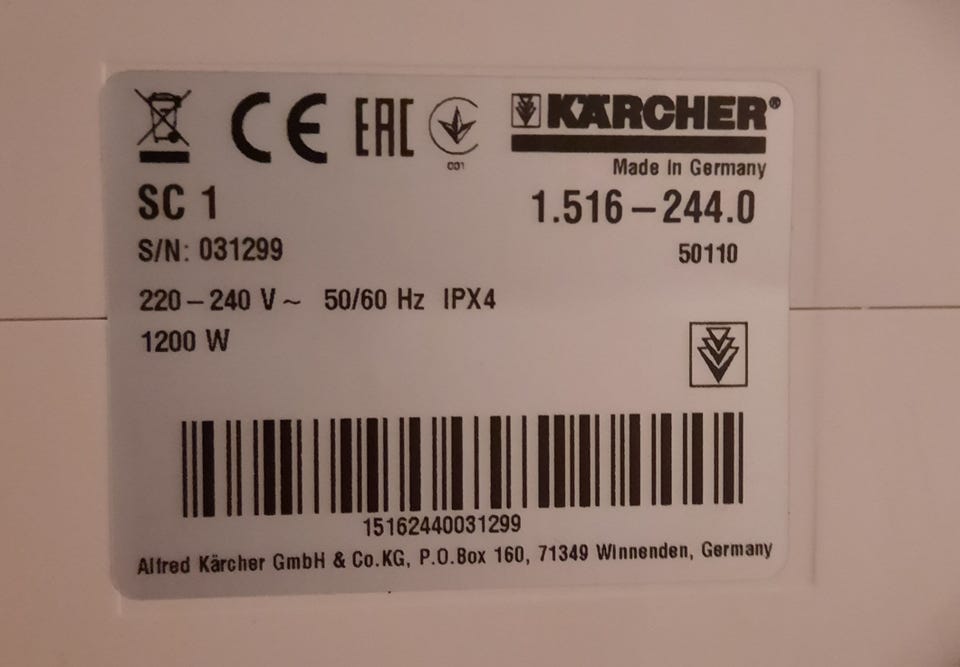 CE EAC KÄRCHER®
001
Made in Germany
SC 1 1.516-244.0
S/N: 031299 50110
220-240 V~ 50/60 Hz IPX4
1200 W
15162440031299
Alfred Kärcher GmbH & Co.KG, P.O.Box 160, 71349 Winnenden, Germany